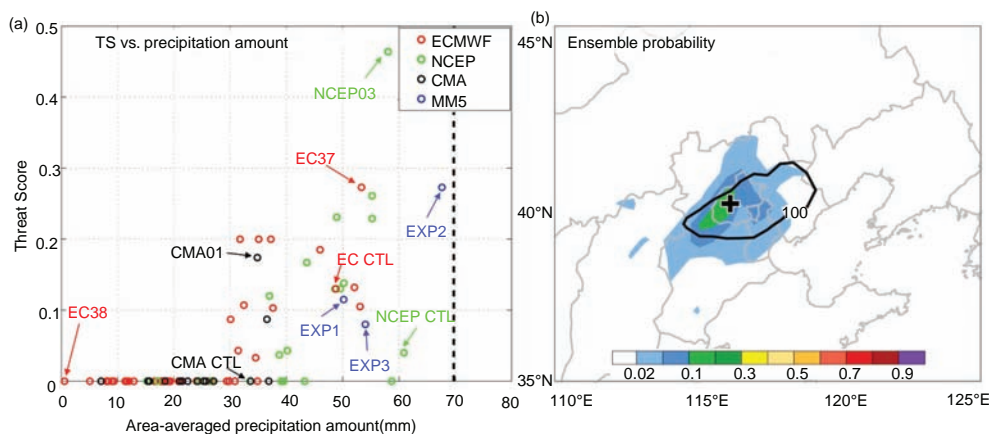 (a)
TS vs. precipitation amount
ECMWF
NCEP
CMA
MM5
NCEP03
EC37
EXP2
CMA01
EC CTL
EXP1
NCEP CTL
EC38
CMA CTL
EXP3
Threat Score
0.5
0.4
0.3
0.2
0.1
0
0 10 20 30 40 50 60 70 80
Area-averaged precipitation amount(mm)
(b)
Ensemble probability
45°N
40°N
35°N
100
0.02 0.1 0.3 0.5 0.7 0.9
110°E 115°E 120°E 125°E